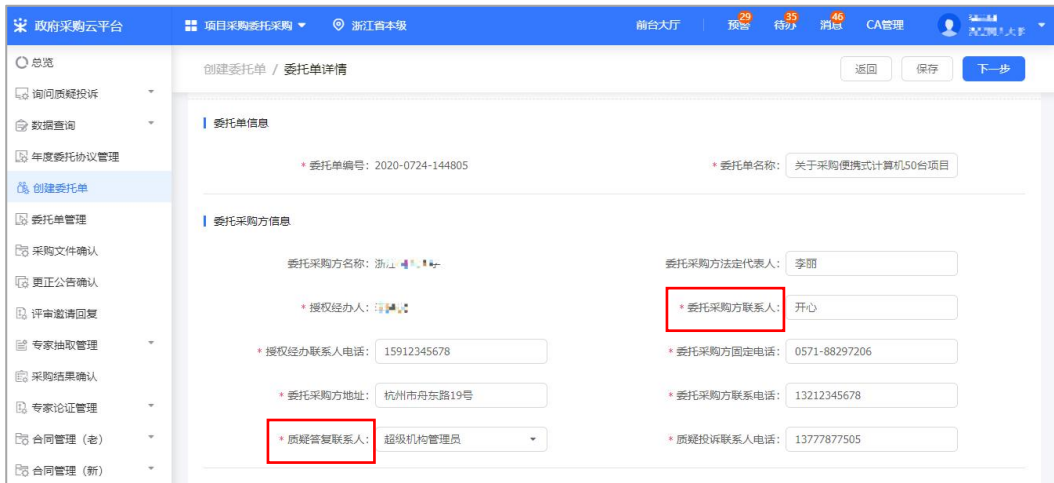 政府采购云平台 项目采购委托采购 浙江省本级 前台大厅 预警 29 待办 35 消息 46 CA管理
总览
询问质疑投诉
数据查询
年度委托协议管理
创建委托单
委托单管理
采购文件确认
更正公告确认
评审邀请回复
专家抽取管理
采购结果确认
专家论证管理
合同管理（老）
合同管理（新）
创建委托单 / 委托单详情 返回 保存 下一步
委托单信息
* 委托单编号： 2020-0724-144805 * 委托单名称： 关于采购便携式计算机50台项目
委托采购方信息
委托采购方名称： 浙江 委托采购方法定代表人： 李丽
* 授权经办人： * 委托采购方联系人： 开心
* 授权经办联系人电话： 15912345678 * 委托采购方固定电话： 0571-88297206
* 委托采购方地址： 杭州市丹东路19号 * 委托采购方联系电话： 13212345678
* 质疑答复联系人： 超级机构管理员 * 质疑投诉联系人电话： 13777877505